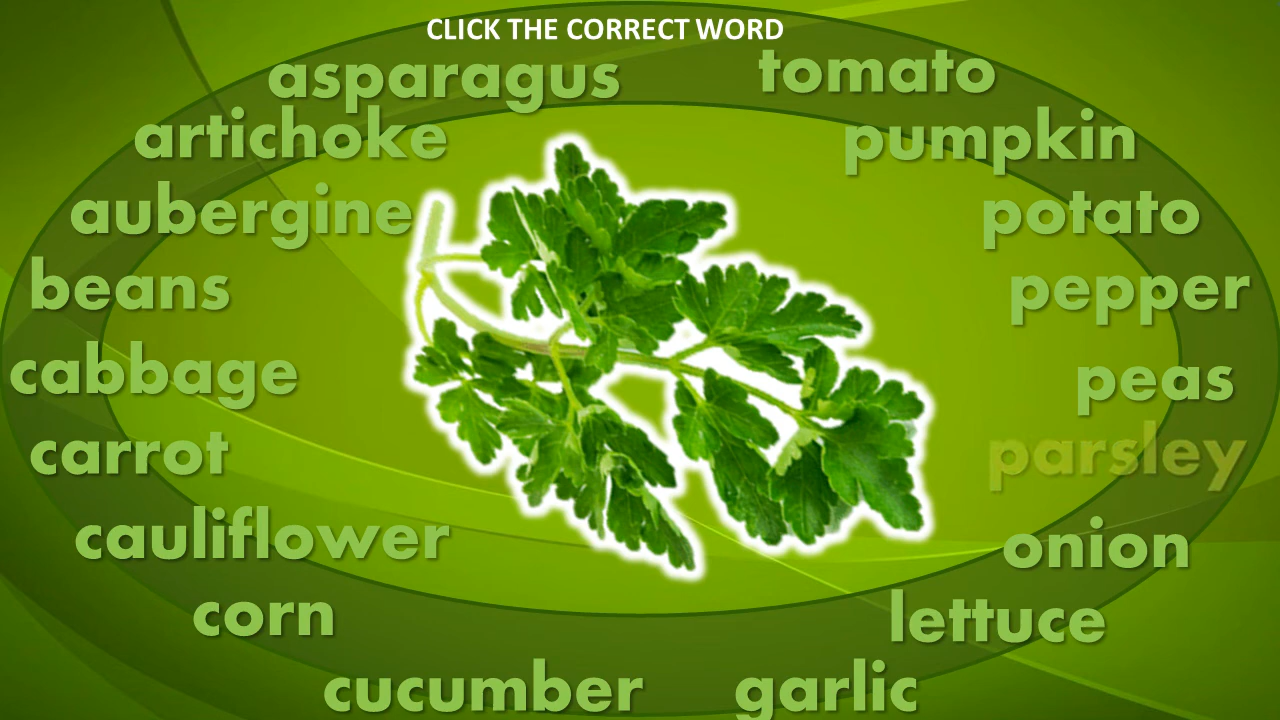 CLICK THE CORRECT WORD
asparagus
tomato
artichoke
pumpkin
aubergine
potato
beans
pepper
cabbage
peas
carrot
parsley
cauliflower
onion
corn
lettuce
cucumber
garlic